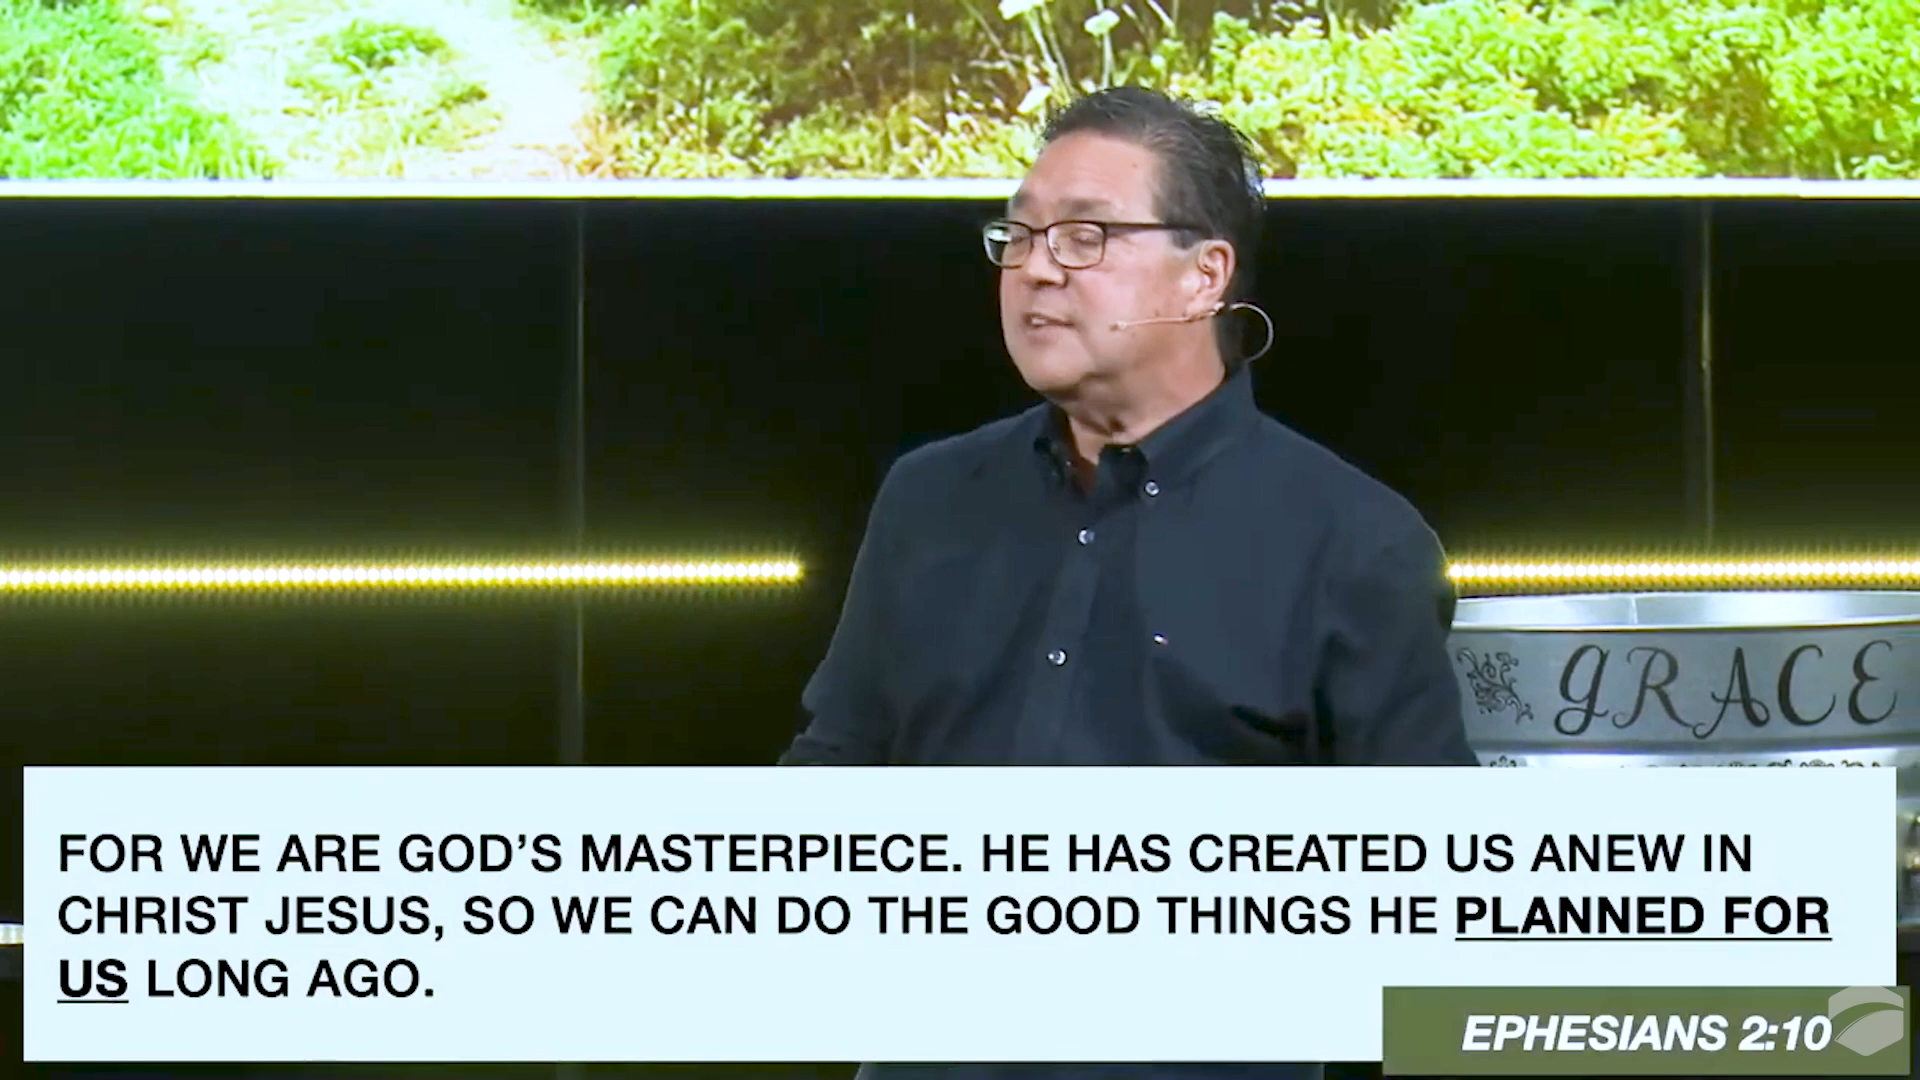 GRACE
FOR WE ARE GOD'S MASTERPIECE. HE HAS CREATED US ANEW IN
CHRIST JESUS, SO WE CAN DO THE GOOD THINGS HE PLANNED FOR
US LONG AGO.
EPHESIANS 2:10